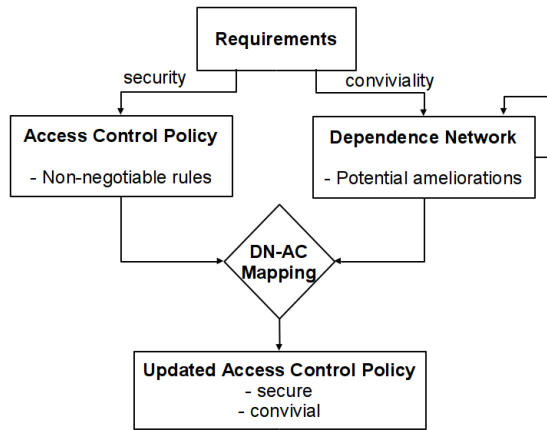 Requirements
security
conviviality
Access Control Policy
- Non-negotiable rules
Dependence Network
- Potential ameliorations
DN-AC
Mapping
Updated Access Control Policy
- secure
- convivial